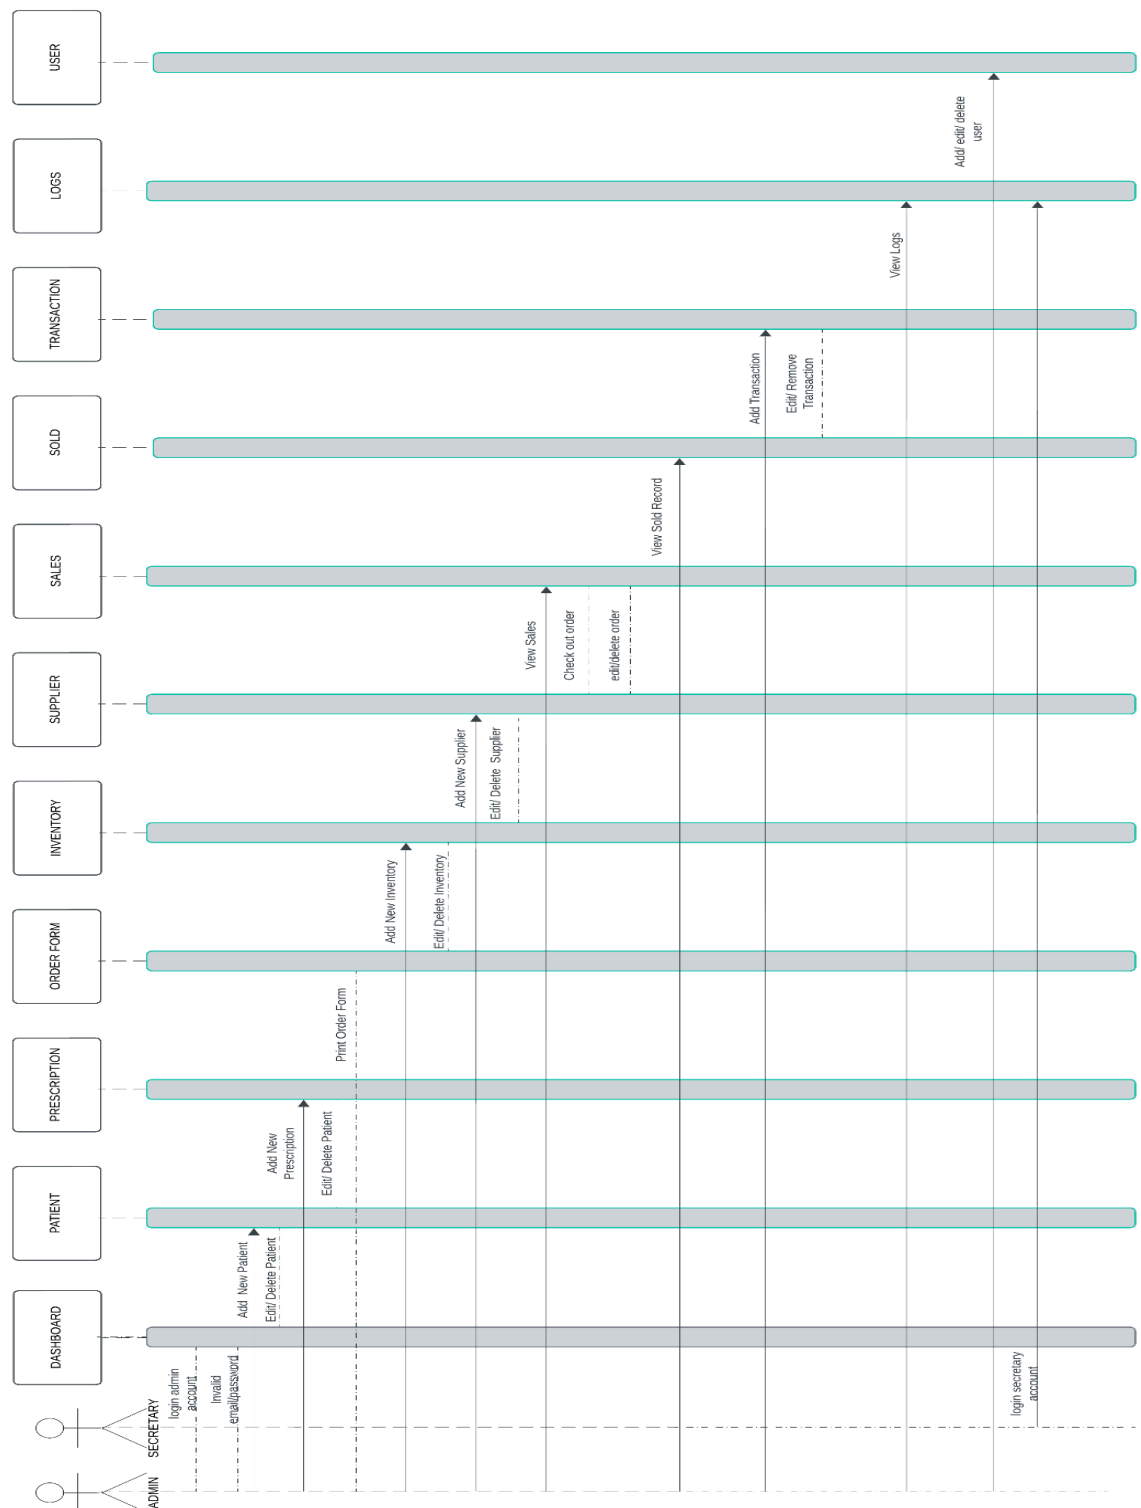 ADMIN
SECRETARY
DASHBOARD
PATIENT
PRESCRIPTION
ORDER FORM
INVENTORY
SUPPLIER
SALES
SOLD
TRANSACTION
LOGS
USER
login admin
account
Invalid
email/password
Add New Patient
Edit/ Delete Patient
Add New
Prescription
Edit/ Delete Patient
Print Order Form
Add New Inventory
Edit/ Delete Inventory
Add New Supplier
Edit/ Delete Supplier
View Sales
Check out order
edit/delete order
View Sold Record
Add Transaction
Edit/ Remove
Transaction
View Logs
Add/ edit/ delete
user
login secretary
account